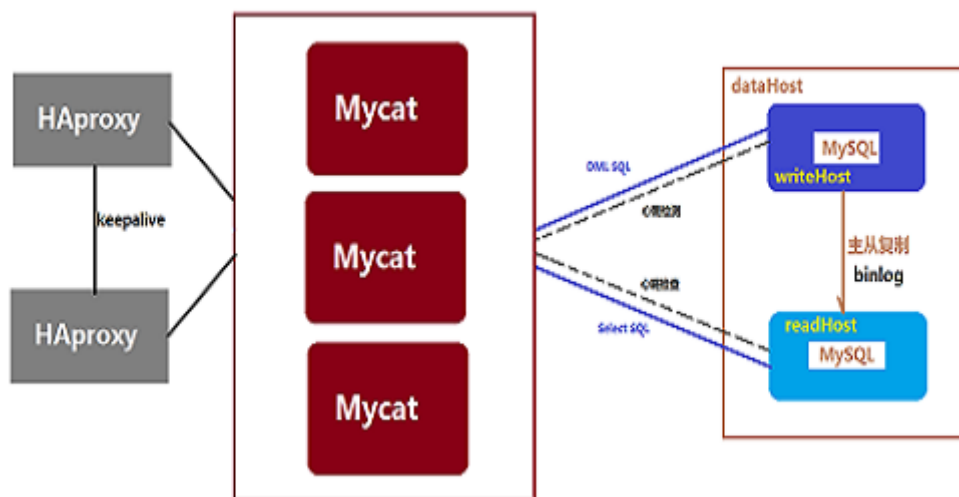 HAproxy
keepalive
HAproxy
Mycat
Mycat
Mycat
DML SQL
心跳检测
心跳检查
Select SQL
dataHost
MySQL
writeHost
主从复制
binlog
readHost
MySQL